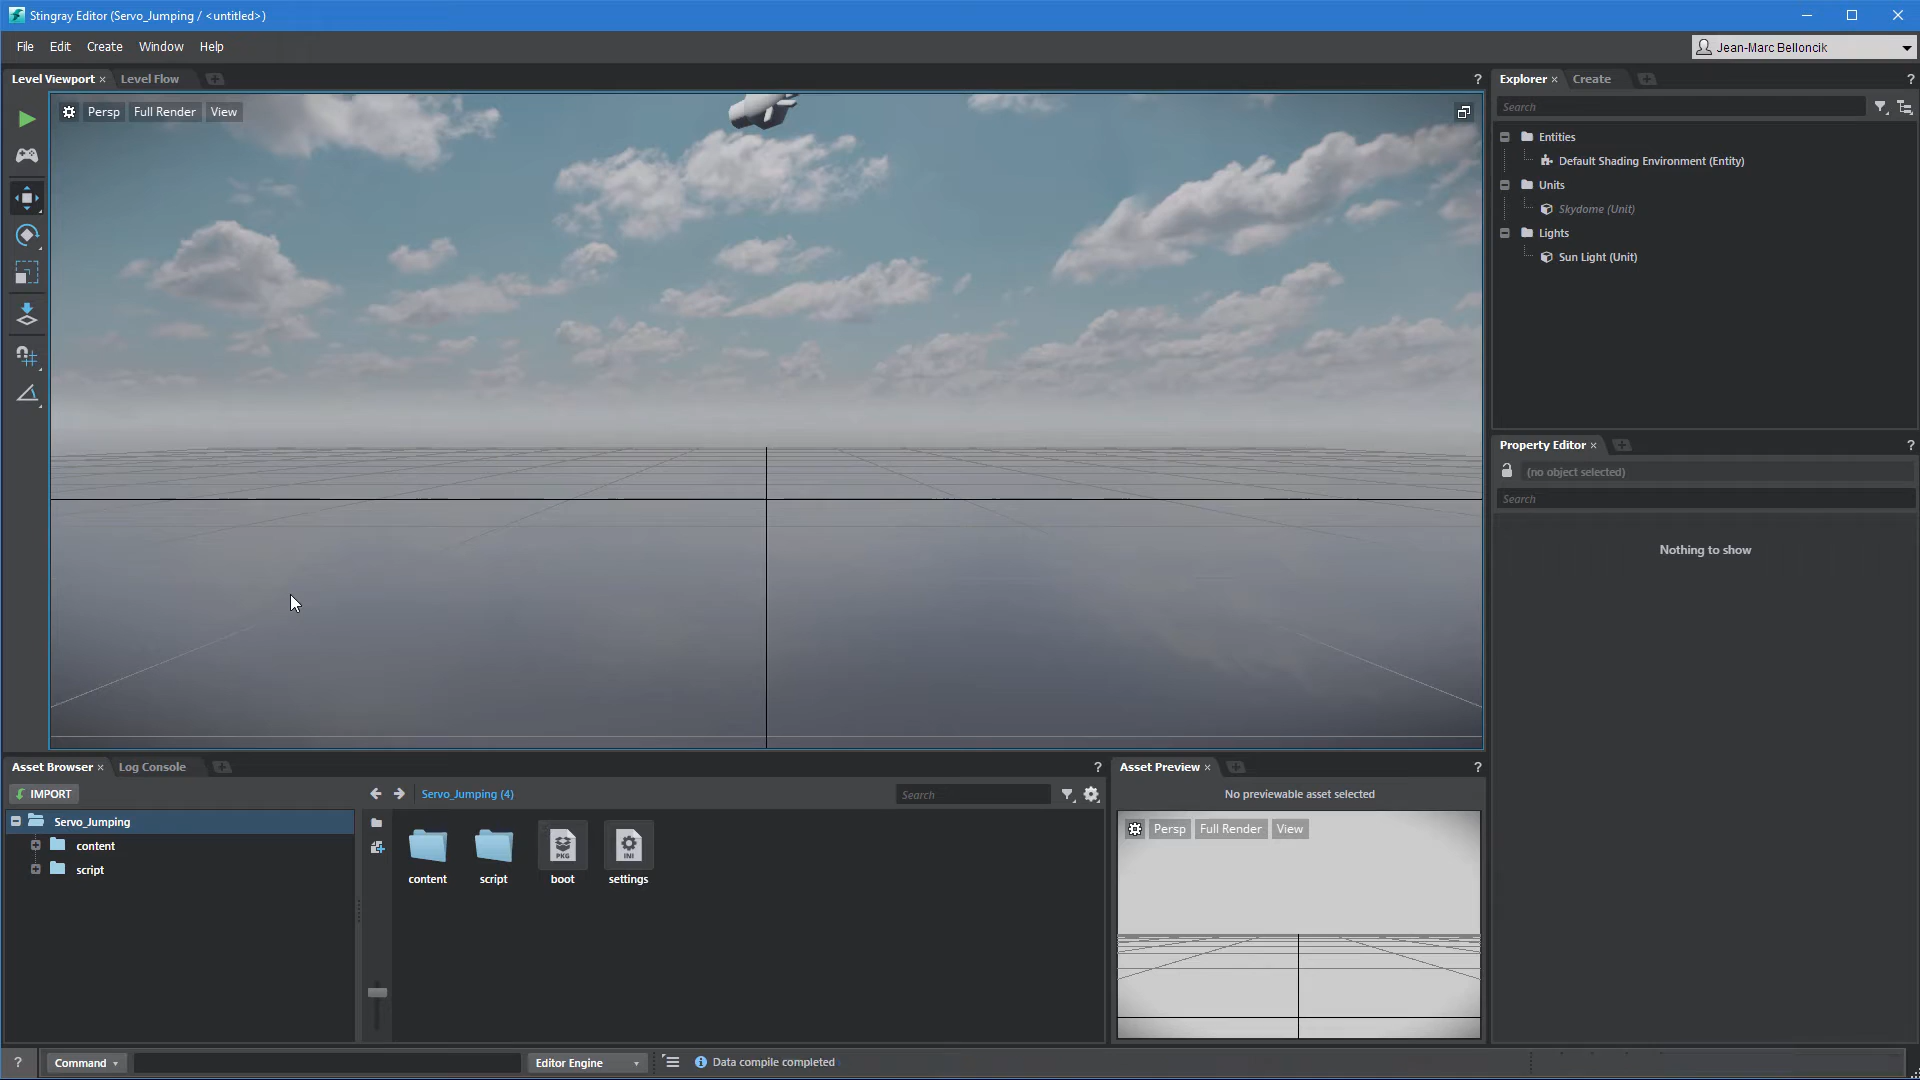 Stingray Editor (Servo_Jumping / <untitled>)
File Edit Create Window Help
Jean-Marc Belloncik
Level Viewport × Level Flow
?
Explorer × Create
?
Persp Full Render View
Search
Entities
Default Shading Environment (Entity)
Units
Skydome (Unit)
Lights
Sun Light (Unit)
Property Editor ×
?
(no object selected)
Search
Nothing to show
Asset Browser × Log Console
?
Asset Preview ×
?
IMPORT
Servo_Jumping (4)
Search
No previewable asset selected
Servo_Jumping
content
script
PKG
INI
content
script
boot
settings
Persp Full Render View
?
Command
Editor Engine
Data compile completed